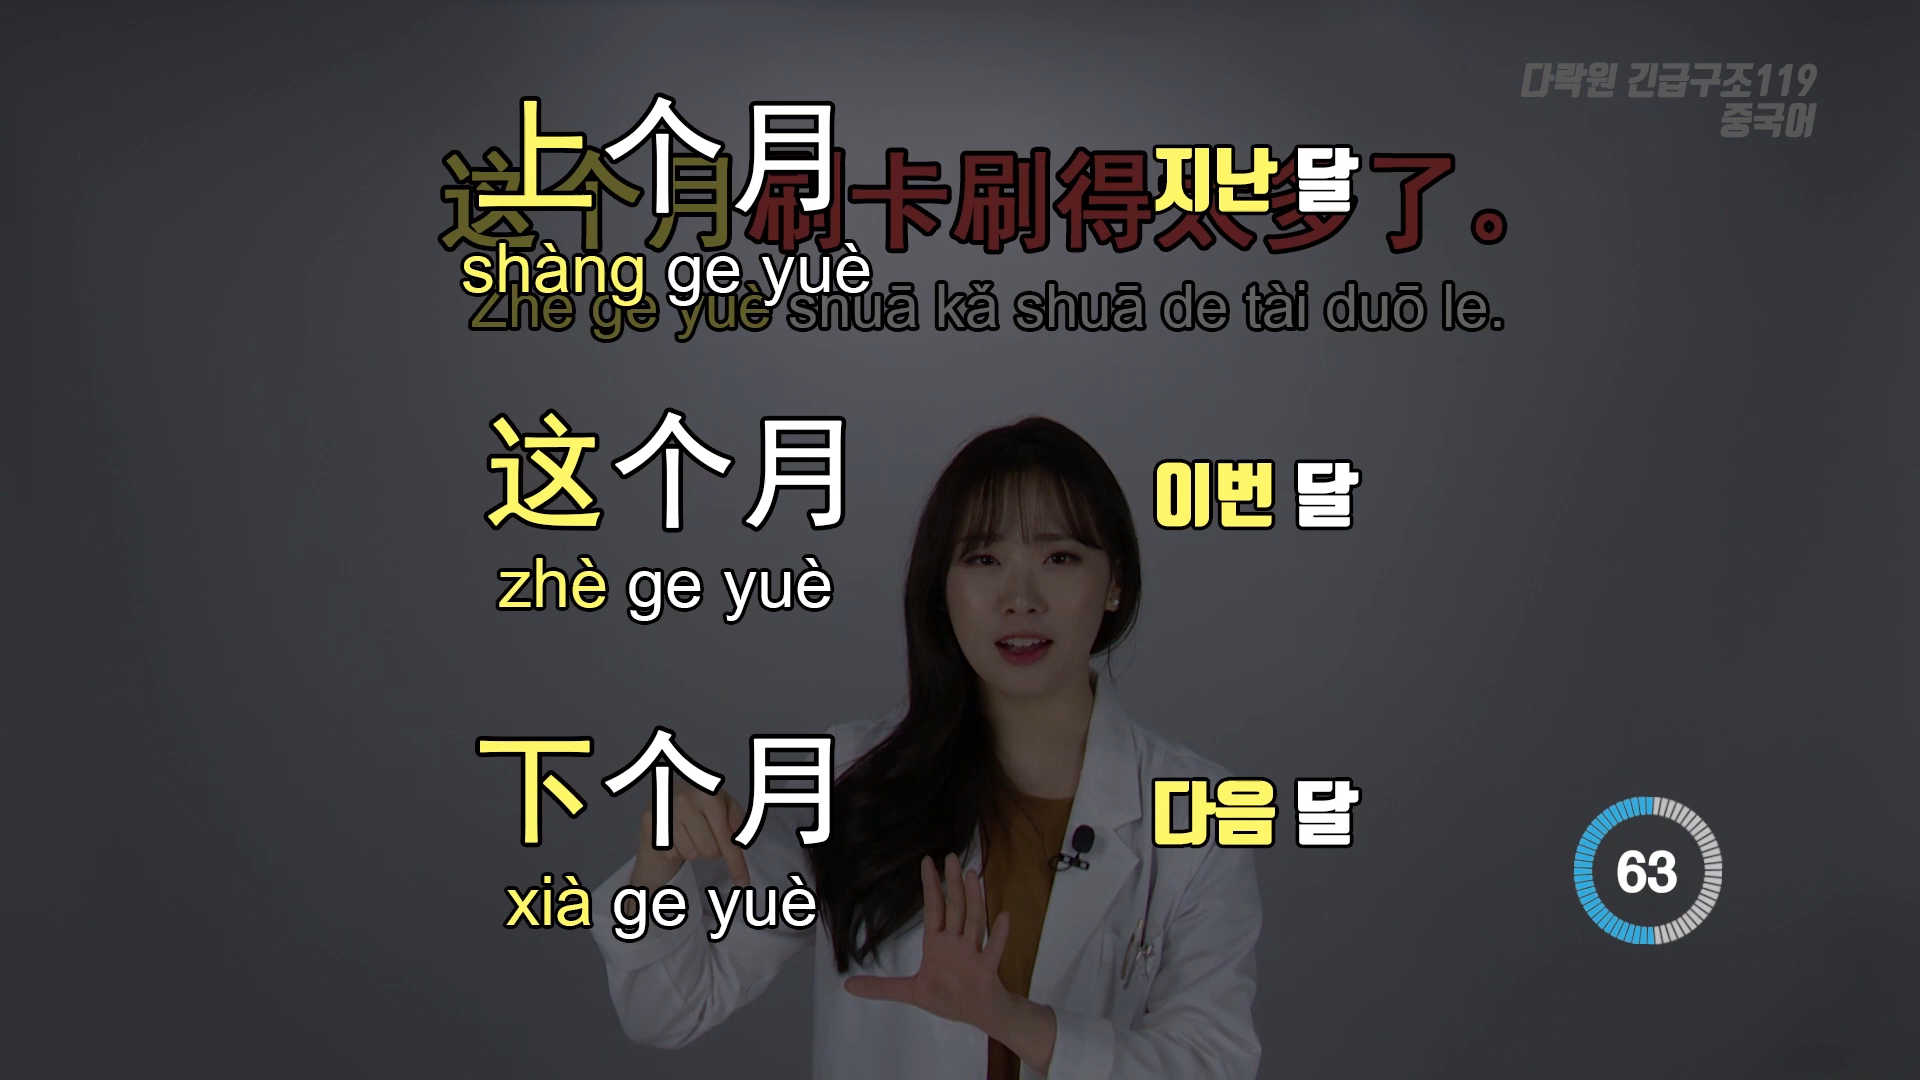 다락원 긴급구조119
중국어
上个月 지난 달
shàng ge yuè
这个月刷卡刷得太多了。
Zhè ge yuè shuā kǎ shuā de tài duō le.
这个月 이번 달
zhè ge yuè
下个月 다음 달
xià ge yuè
63